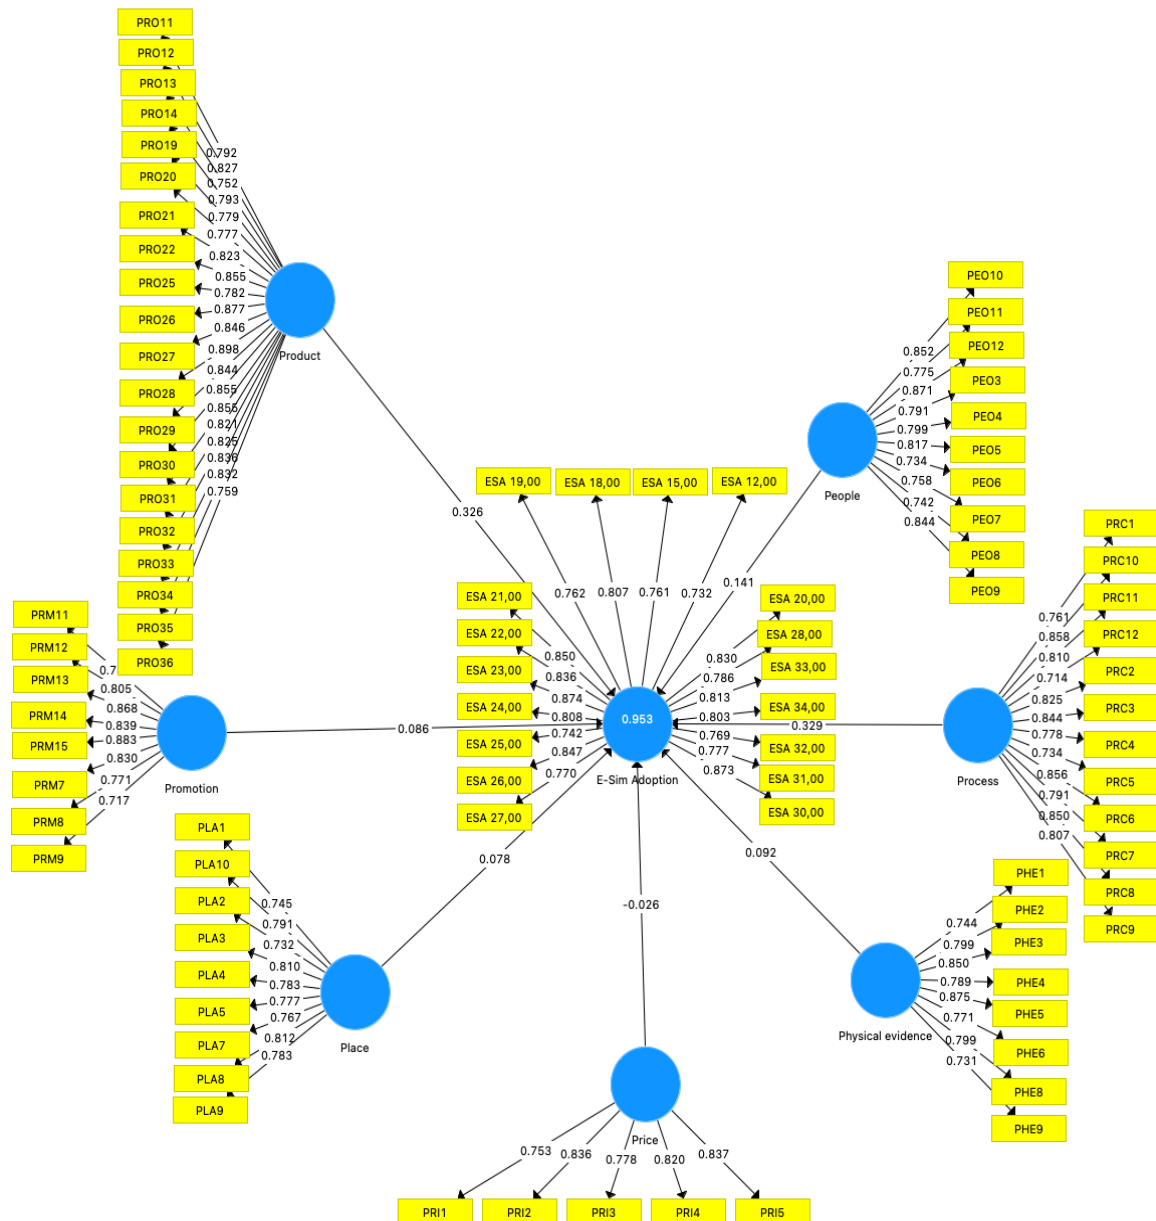 PRO11
PRO12
PRO13
PRO14
PRO19
PRO20
PRO21
PRO22
PRO25
PRO26
PRO27
PRO28
PRO29
PRO30
PRO31
PRO32
PRO33
PRO34
PRO35
PRO36
0.792
0.827
0.752
0.793
0.779
0.777
0.823
0.855
0.782
0.877
0.846
0.898
0.844
0.855
0.855
0.821
0.825
0.836
0.832
0.759
Product
0.326
PEO10
PEO11
PEO12
PEO3
PEO4
PEO5
PEO6
PEO7
PEO8
PEO9
0.852
0.775
0.871
0.791
0.799
0.817
0.734
0.758
0.742
0.844
People
0.141
ESA 19,00
ESA 18,00
ESA 15,00
ESA 12,00
0.762
0.807
0.761
0.732
ESA 21,00
ESA 22,00
ESA 23,00
ESA 24,00
ESA 25,00
ESA 26,00
ESA 27,00
0.850
0.836
0.874
0.808
0.742
0.847
0.770
ESA 20,00
ESA 28,00
ESA 33,00
ESA 34,00
ESA 32,00
ESA 31,00
ESA 30,00
0.830
0.786
0.813
0.803
0.769
0.777
0.873
0.953
E-Sim Adoption
PRM11
PRM12
PRM13
PRM14
PRM15
PRM7
PRM8
PRM9
0.805
0.868
0.839
0.883
0.830
0.771
0.717
Promotion
0.086
PRC1
PRC10
PRC11
PRC12
PRC2
PRC3
PRC4
PRC5
PRC6
PRC7
PRC8
PRC9
0.761
0.858
0.810
0.714
0.825
0.844
0.778
0.734
0.856
0.791
0.850
0.807
Process
0.329
PLA1
PLA10
PLA2
PLA3
PLA4
PLA5
PLA7
PLA8
PLA9
0.745
0.791
0.732
0.810
0.783
0.777
0.767
0.812
0.783
Place
0.078
PHE1
PHE2
PHE3
PHE4
PHE5
PHE6
PHE8
PHE9
0.744
0.799
0.850
0.789
0.875
0.771
0.799
0.731
Physical evidence
0.092
-0.026
Price
0.753
0.836
0.778
0.820
0.837
PRI1
PRI2
PRI3
PRI4
PRI5